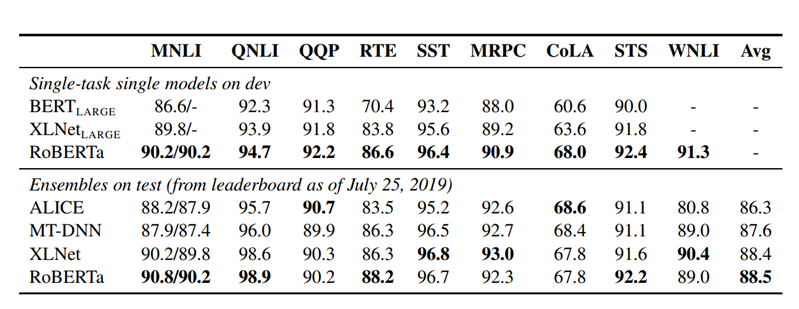 MNLI QNLI QQP RTE SST MRPC CoLA STS WNLI Avg
Single-task single models on dev
BERTLARGE 86.6/- 92.3 91.3 70.4 93.2 88.0 60.6 90.0 - -
XLNetLARGE 89.8/- 93.9 91.8 83.8 95.6 89.2 63.6 91.8 - -
RoBERTa 90.2/90.2 94.7 92.2 86.6 96.4 90.9 68.0 92.4 91.3 -
Ensembles on test (from leaderboard as of July 25, 2019)
ALICE 88.2/87.9 95.7 90.7 83.5 95.2 92.6 68.6 91.1 80.8 86.3
MT-DNN 87.9/87.4 96.0 89.9 86.3 96.5 92.7 68.4 91.1 89.0 87.6
XLNet 90.2/89.8 98.6 90.3 86.3 96.8 93.0 67.8 91.6 90.4 88.4
RoBERTa 90.8/90.2 98.9 90.2 88.2 96.7 92.3 67.8 92.2 89.0 88.5